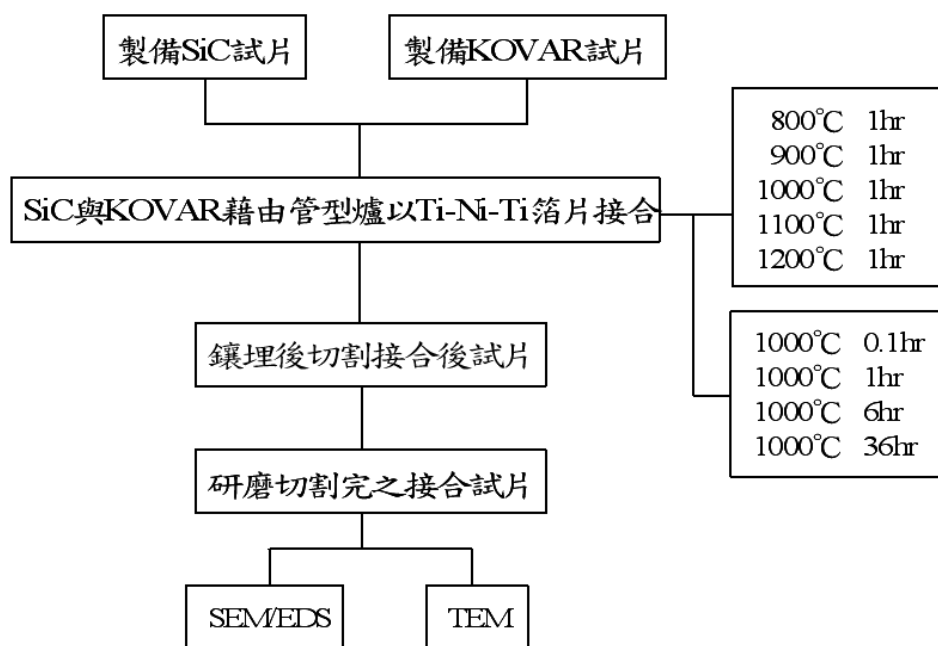 製備SiC試片
製備KOVAR試片
SiC與KOVAR藉由管型爐以Ti-Ni-Ti箔片接合
800℃ 1hr
900℃ 1hr
1000℃ 1hr
1100℃ 1hr
1200℃ 1hr
1000℃ 0.1hr
1000℃ 1hr
1000℃ 6hr
1000℃ 36hr
鑲埋後切割接合後試片
研磨切割完之接合試片
SEM/EDS
TEM